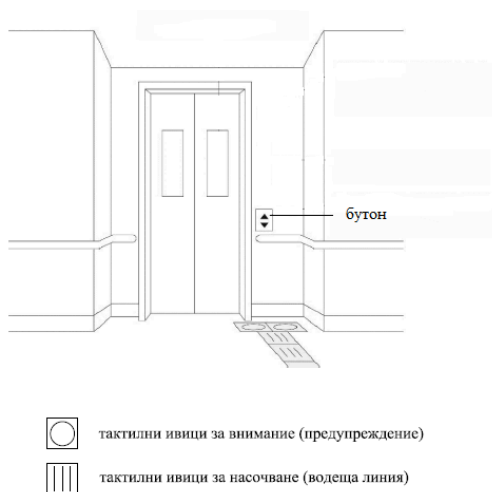 бутон
тактилни ивици за внимание (предупреждение)
тактилни ивици за насочване (водеща линия)